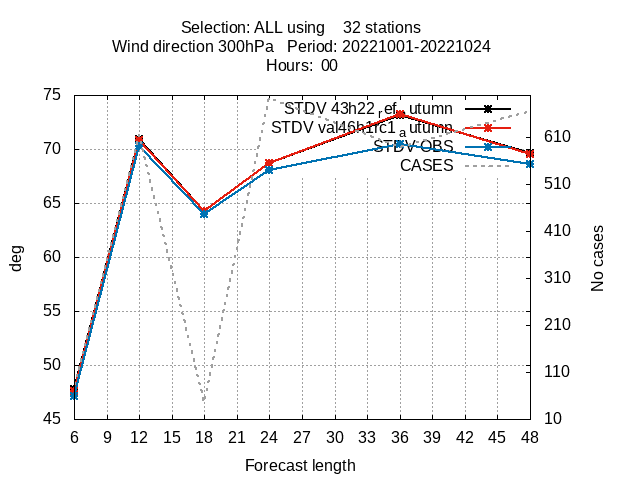 Selection: ALL using    32 stations
Wind direction 300hPa   Period: 20221001-20221024
Hours:  00
STDV 43h22_ref_autumn
STDV val46h1rc1_autumn
STDV OBS
CASES
75
70
65
60
55
50
45
deg
610
510
410
310
210
110
10
No cases
6 9 12 15 18 21 24 27 30 33 36 39 42 45 48
Forecast length